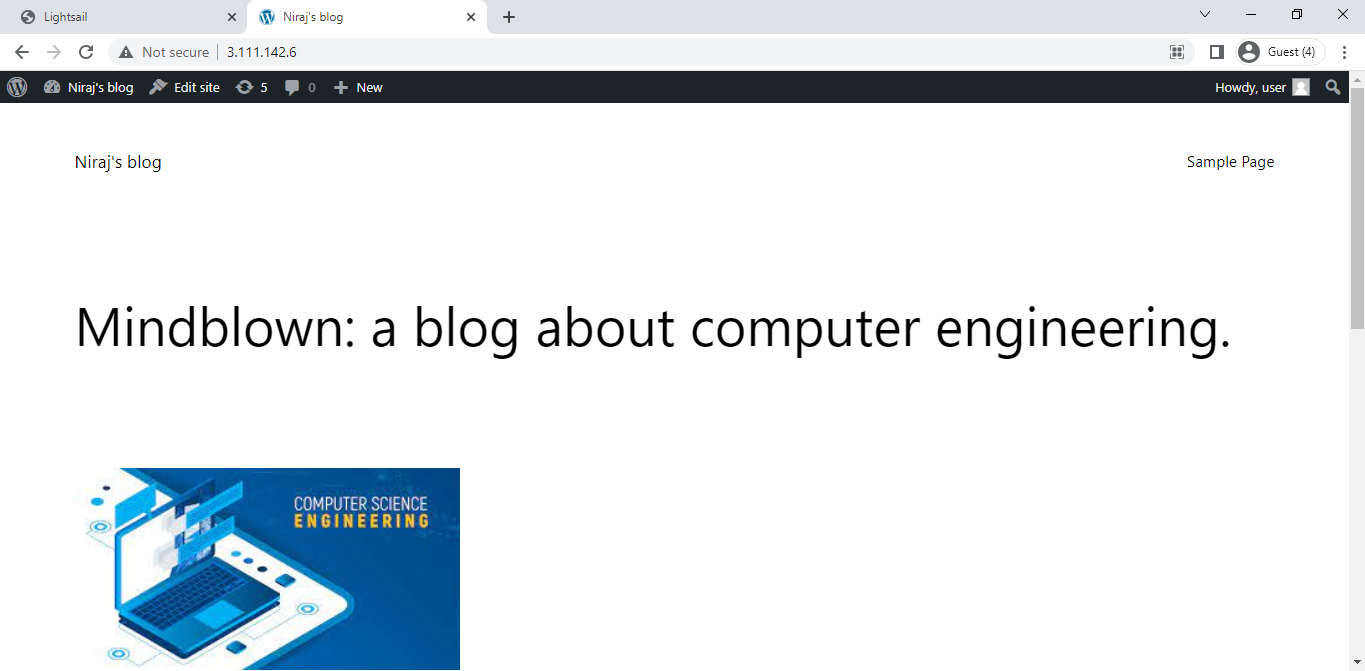 Lightsail
Niraj's blog
Not secure 3.111.142.6
Guest (4)
Niraj's blog Edit site 5 0 New
Howdy, user
Niraj's blog
Sample Page
Mindblown: a blog about computer engineering.
COMPUTER SCIENCE
ENGINEERING